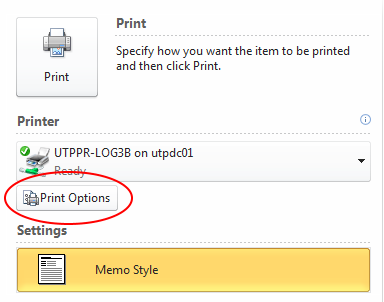 Print
Specify how you want the item to be printed
and then click Print.
Print
Printer
UTPPR-LOG3B on utpdc01
Ready
Print Options
Settings
Memo Style